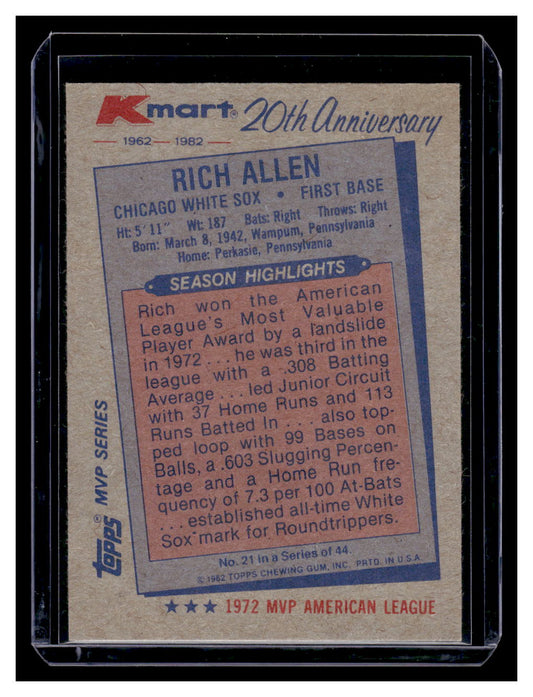 Kmart® 20th Anniversary
1962 — 1982
RICH ALLEN
CHICAGO WHITE SOX • FIRST BASE
Ht: 5' 11" Wt: 187 Bats: Right Throws: Right
Born: March 8, 1942, Wampum, Pennsylvania
Home: Perkasie, Pennsylvania
SEASON HIGHLIGHTS
Rich won the American
League's Most Valuable
Player Award by a landslide
in 1972 . . . he was third in the
league with a .308 Batting
Average . . . led Junior Circuit
with 37 Home Runs and 113
Runs Batted In . . . also top-
ped loop with 99 Bases on
Balls, a .603 Slugging Percen-
tage and a Home Run fre-
quency of 7.3 per 100 At-Bats
. . . established all-time White
Sox mark for Roundtrippers.
No. 21 in a Series of 44.
© 1982 TOPPS CHEWING GUM, INC. PRTD. IN U.S.A.
topps® MVP SERIES
★★★ 1972 MVP AMERICAN LEAGUE